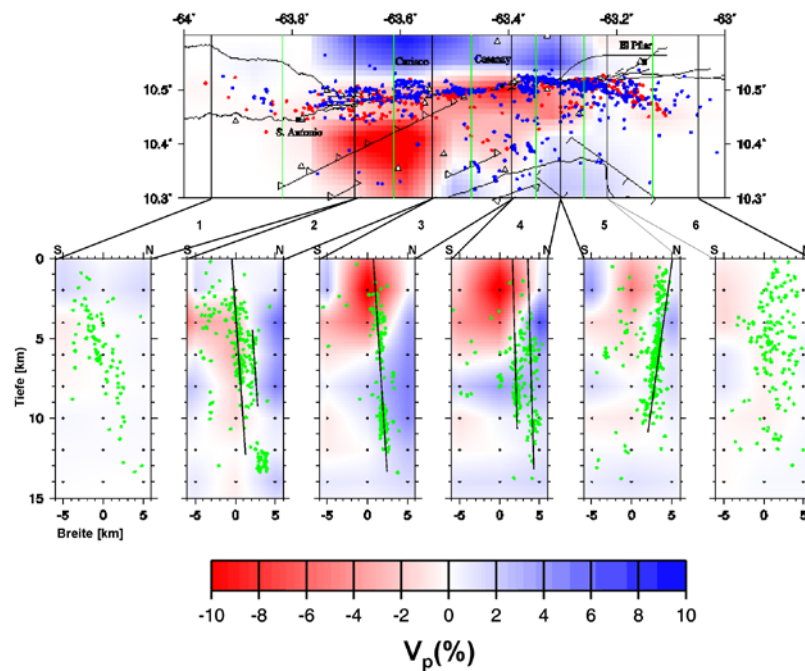 -64° -63.8° -63.6° -63.4° -63.2° -63°
El Pilar
Cariaco Casanay
10.5° 10.5°
S. Antonio
10.4° 10.4°
10.3° 10.3°
1 2 3 4 5 6
S N S N S N S N S N S N
0
5
10
15
Tiefe [km]
-5 0 5 -5 0 5 -5 0 5 -5 0 5 -5 0 5 -5 0 5
Breite [km]
-10 -8 -6 -4 -2 0 2 4 6 8 10
Vp(%)